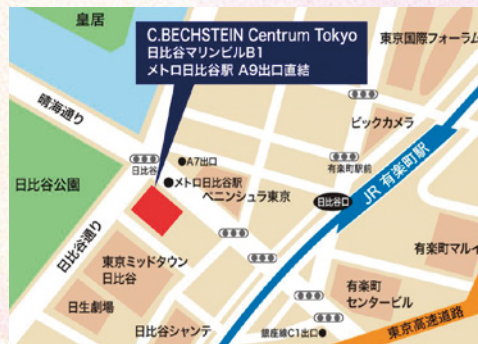 皇居
C.BECHSTEIN Centrum Tokyo
日比谷マリンビルB1
メトロ日比谷駅 A9出口直結
東京国際フォーラム
晴海通り
ビックカメラ
日比谷
●A7出口
有楽町駅前
JR 有楽町駅
日比谷公園
●メトロ日比谷駅
ペニンシュラ東京
日比谷口
日比谷通り
東京ミッドタウン
日比谷
有楽町マルイ
日生劇場
有楽町
センタービル
日比谷シャンテ
銀座線C1出口●
東京高速道路